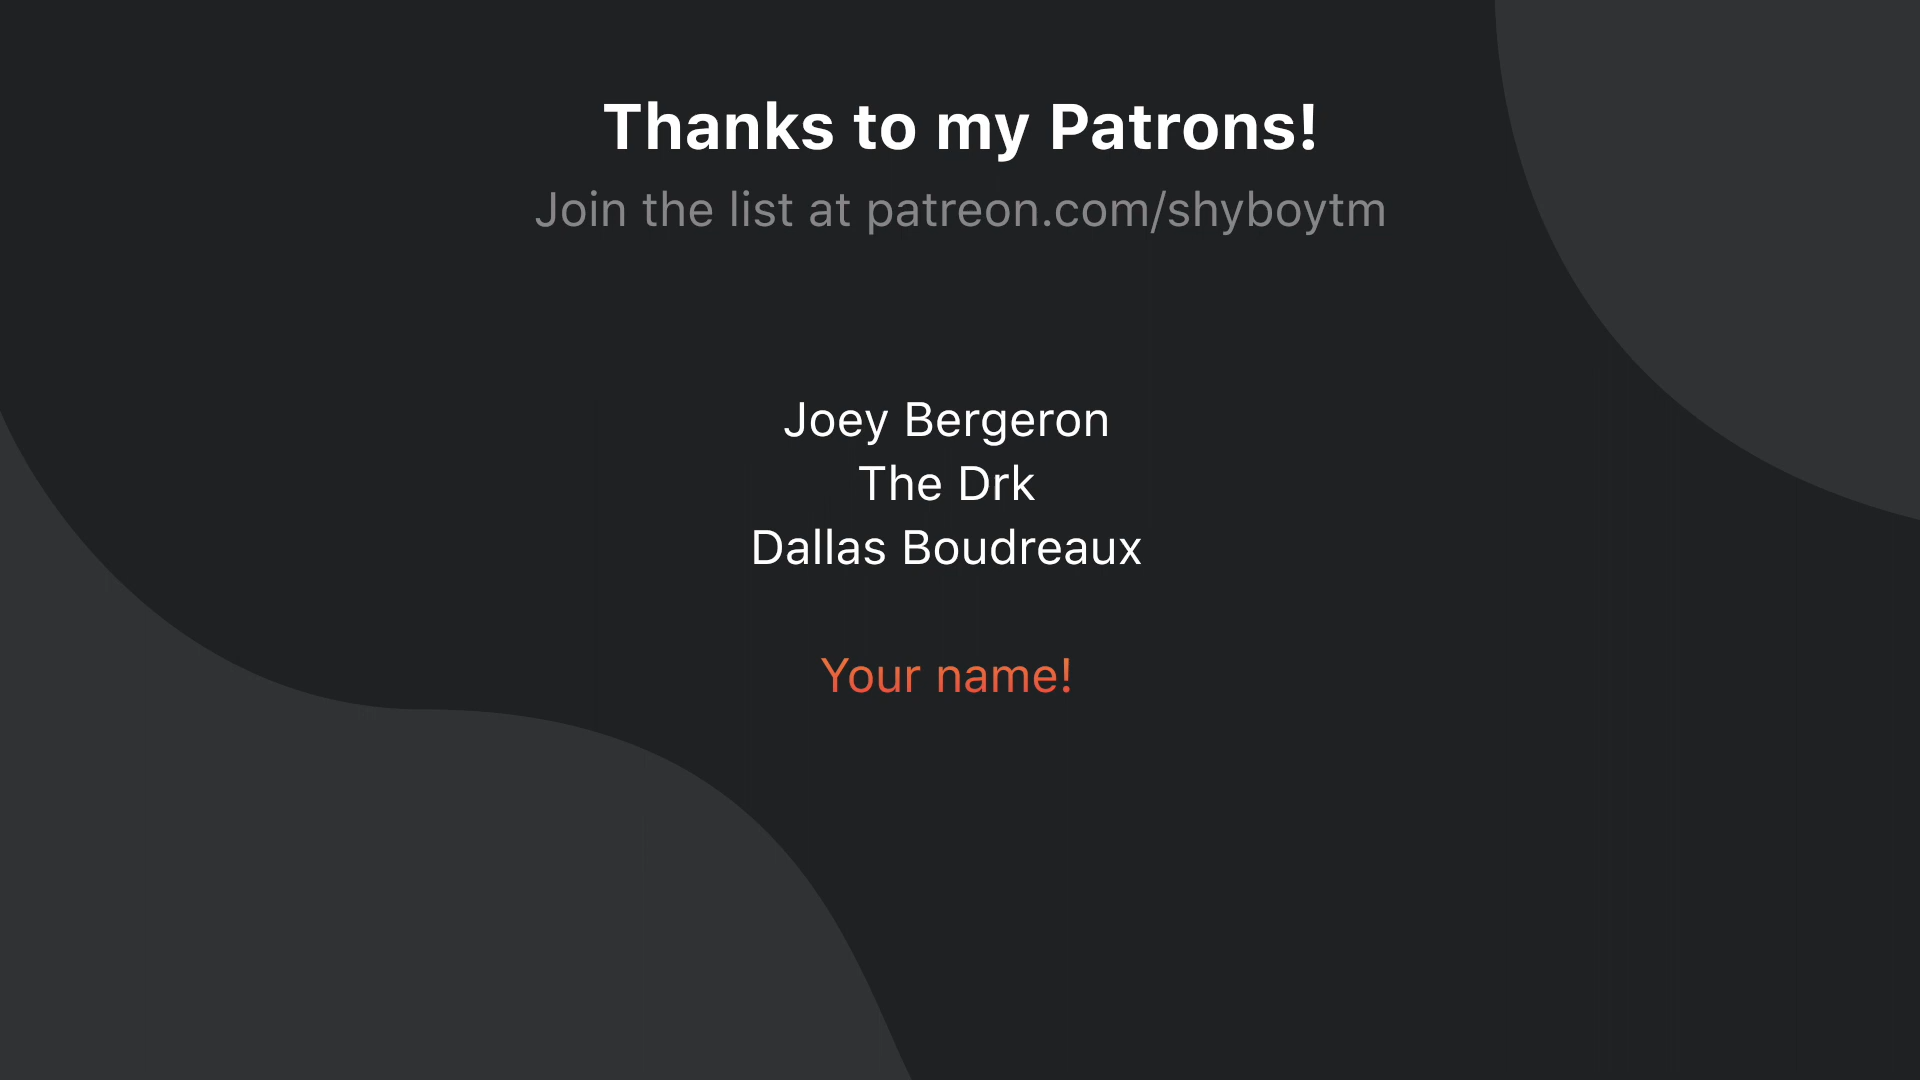 Thanks to my Patrons!
Join the list at patreon.com/shyboytm
Joey Bergeron
The Drk
Dallas Boudreaux
Your name!